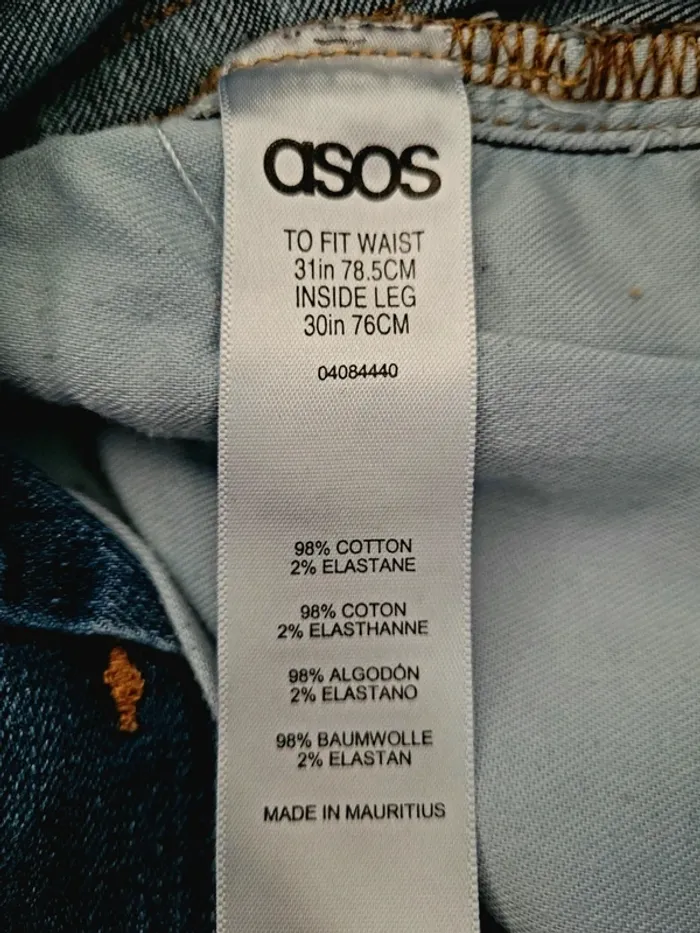 asos
TO FIT WAIST
31in 78.5CM
INSIDE LEG
30in 76CM
04084440
98% COTTON
2% ELASTANE
98% COTON
2% ELASTHANNE
98% ALGODÓN
2% ELASTANO
98% BAUMWOLLE
2% ELASTAN
MADE IN MAURITIUS